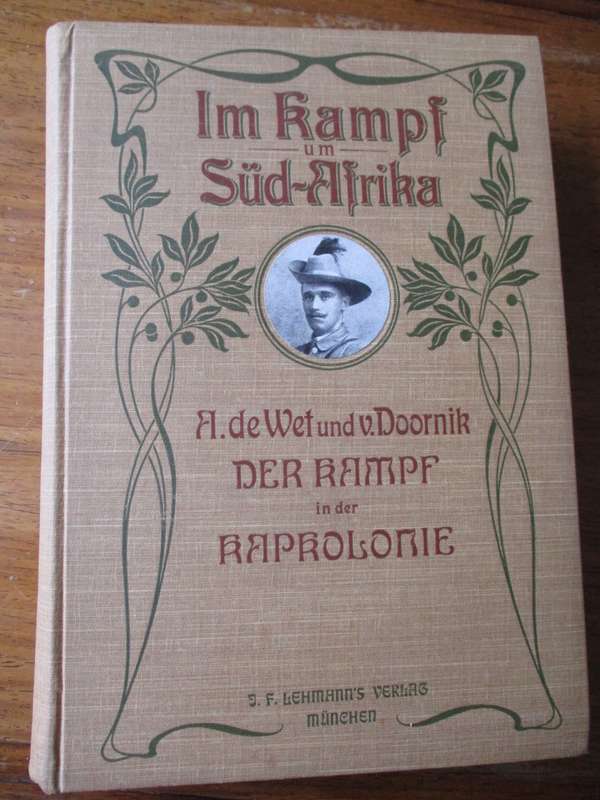 Im Kampf
um
Süd-Afrika
A. de Wet und v. Doornik
DER KAMPF
in der
KAPKOLONIE
J. F. LEHMANN'S VERLAG
MÜNCHEN